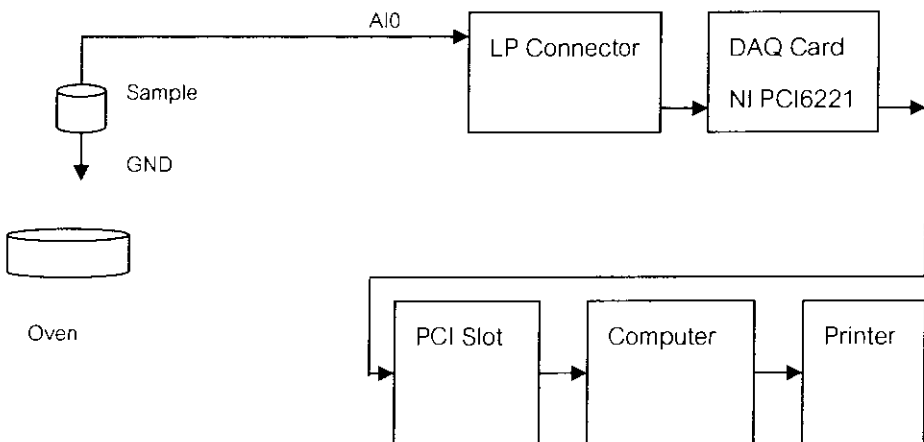 AI0
LP Connector
DAQ Card
NI PCI6221
Sample
GND
Oven
PCI Slot
Computer
Printer